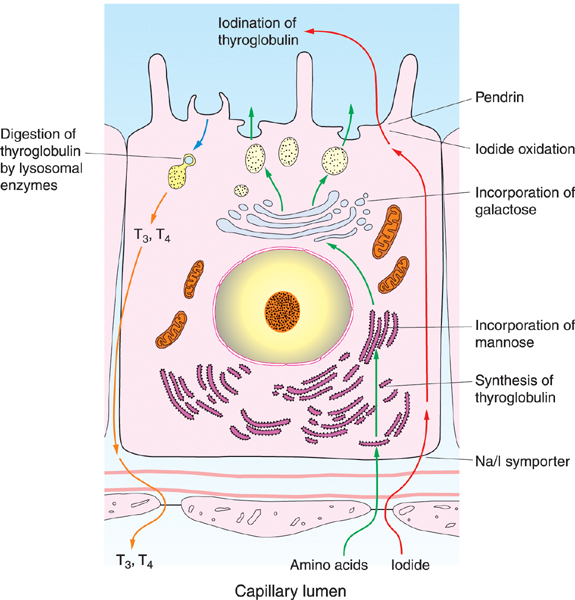 Iodination of
thyroglobulin
Pendrin
Iodide oxidation
Digestion of
thyroglobulin
by lysosomal
enzymes
Incorporation of
galactose
T3, T4
Incorporation of
mannose
Synthesis of
thyroglobulin
Na/I symporter
T3, T4
Amino acids
Iodide
Capillary lumen